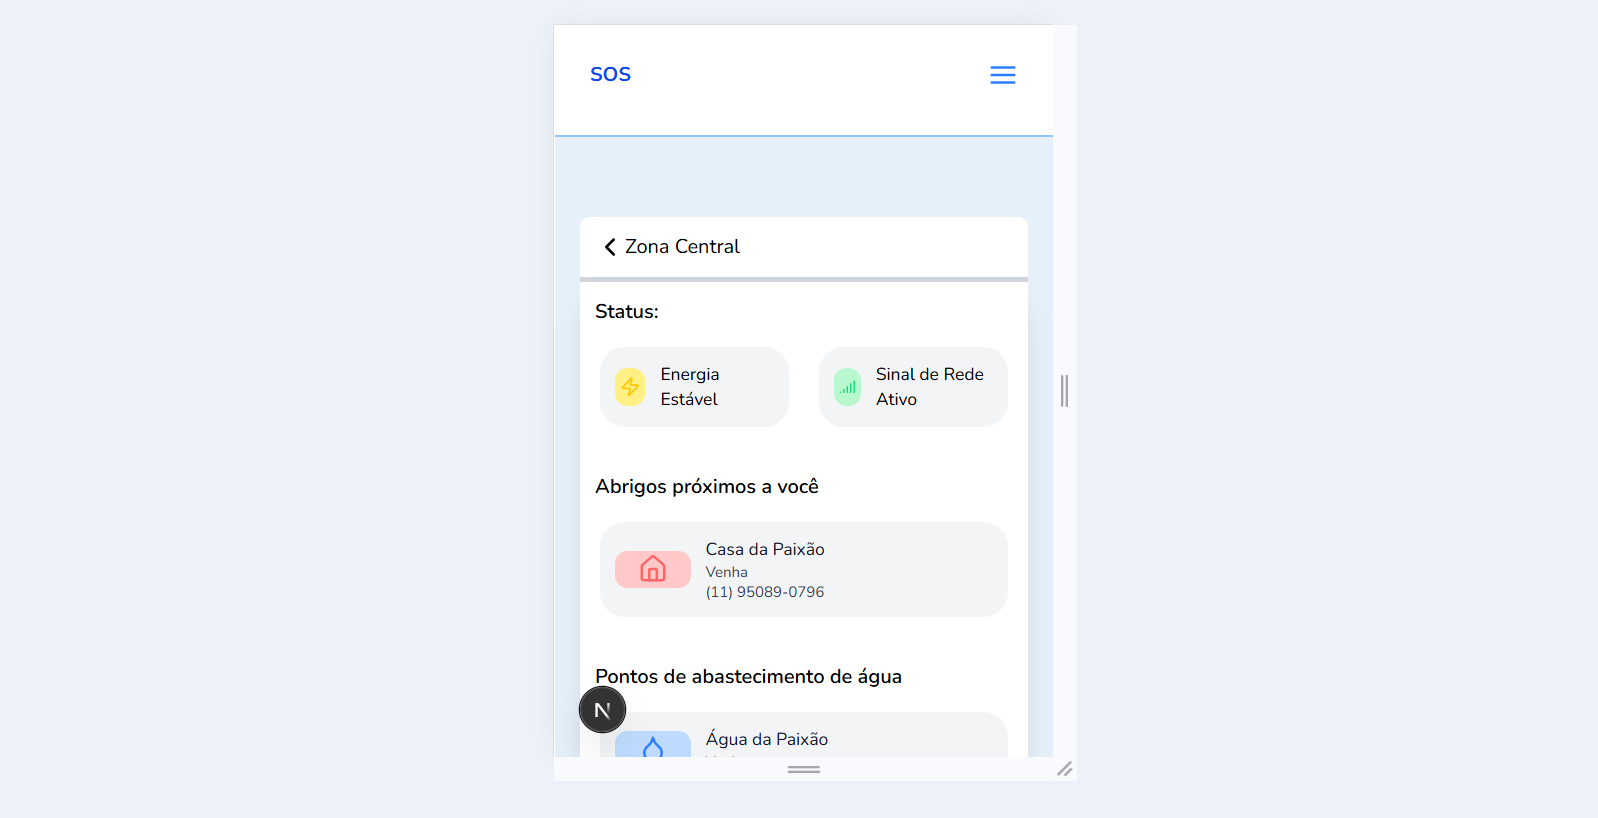 SOS
Zona Central
Status:
Energia
Estável
Sinal de Rede
Ativo
Abrigos próximos a você
Casa da Paixão
Venha
(11) 95089-0796
Pontos de abastecimento de água
N
Água da Paixão